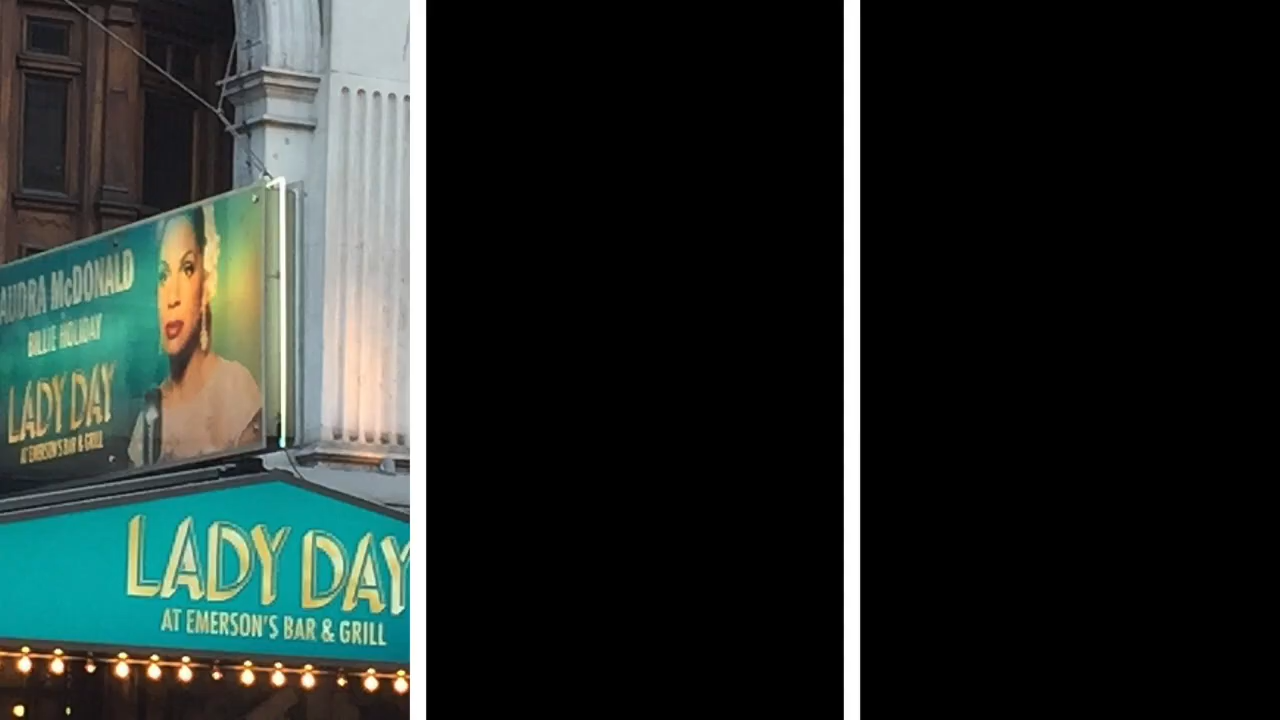 AUDRA McDONALD
BILLIE HOLIDAY
LADY DAY
AT EMERSON'S BAR & GRILL
LADY DAY
AT EMERSON'S BAR & GRILL